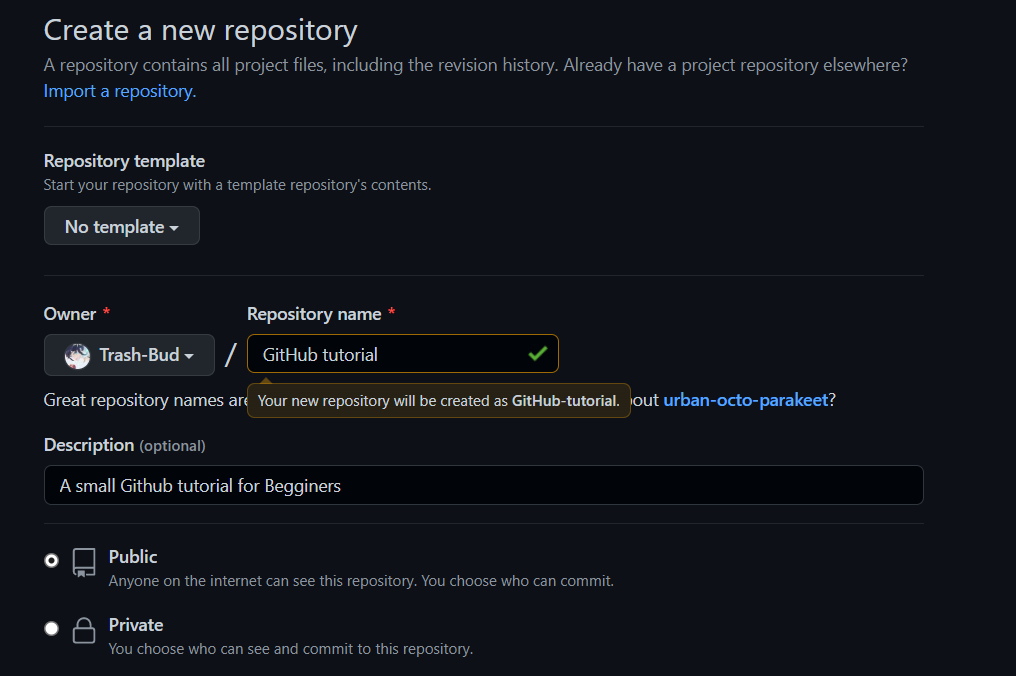 Create a new repository
A repository contains all project files, including the revision history. Already have a project repository elsewhere?
Import a repository.
Repository template
Start your repository with a template repository's contents.
No template
Owner *
Repository name *
Trash-Bud
/
GitHub tutorial
Great repository names are
Your new repository will be created as GitHub-tutorial.
urban-octo-parakeet?
Description (optional)
A small Github tutorial for Begginers
Public
Anyone on the internet can see this repository. You choose who can commit.
Private
You choose who can see and commit to this repository.